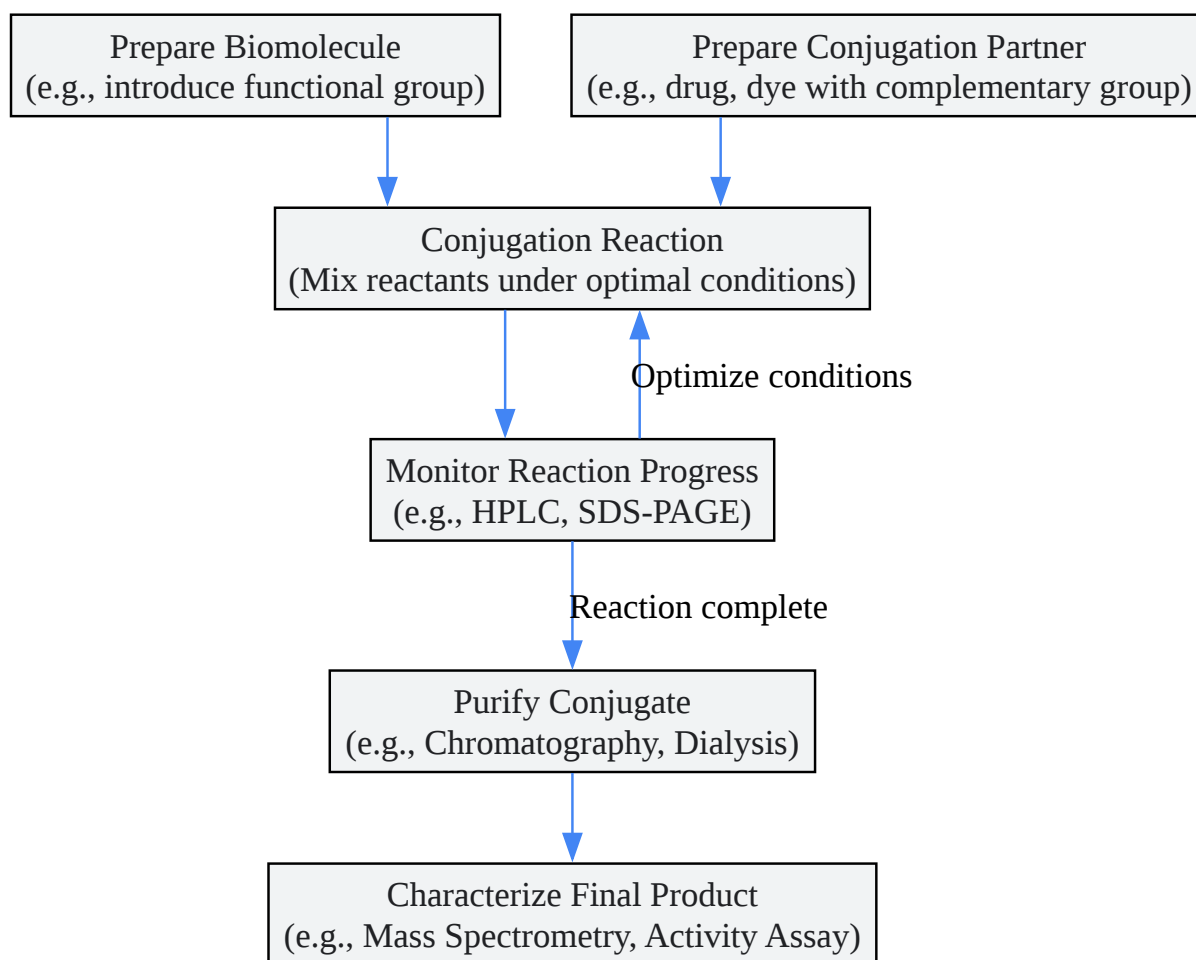 Prepare Biomolecule
(e.g., introduce functional group)
Prepare Conjugation Partner
(e.g., drug, dye with complementary group)
Conjugation Reaction
(Mix reactants under optimal conditions)
Optimize conditions
Monitor Reaction Progress
(e.g., HPLC, SDS-PAGE)
Reaction complete
Purify Conjugate
(e.g., Chromatography, Dialysis)
Characterize Final Product
(e.g., Mass Spectrometry, Activity Assay)